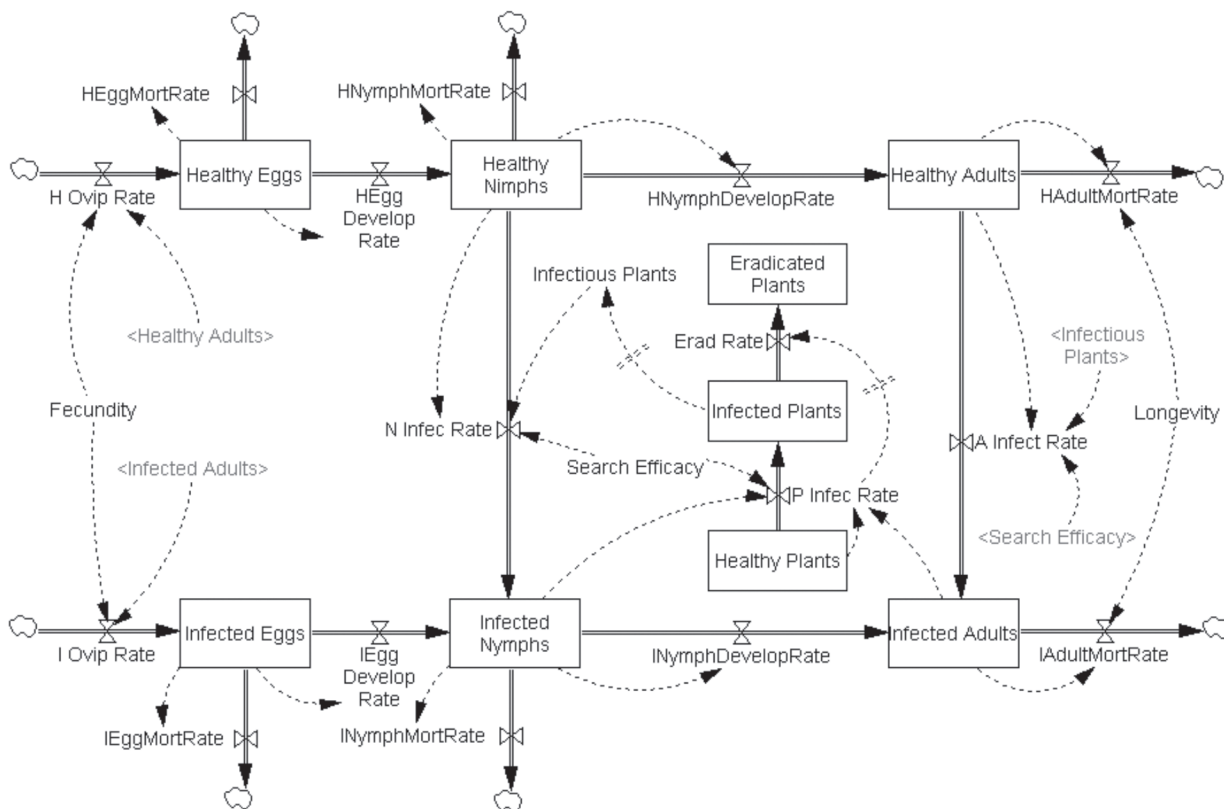 HEggMortRate
HNymphMortRate
Healthy Eggs
Healthy
Nimphs
Healthy Adults
H Ovip Rate
HEgg
Develop
Rate
HNymphDevelopRate
HAdultMortRate
Infectious Plants
Eradicated
Plants
<Healthy Adults>
Erad Rate
<Infectious
Plants>
Fecundity
Infected Plants
Longevity
N Infec Rate
A Infect Rate
<Infected Adults>
Search Efficacy
P Infec Rate
<Search Efficacy>
Healthy Plants
Infected Eggs
Infected
Nymphs
Infected Adults
I Ovip Rate
IEgg
Develop
Rate
INymphDevelopRate
IAdultMortRate
IEggMortRate
INymphMortRate